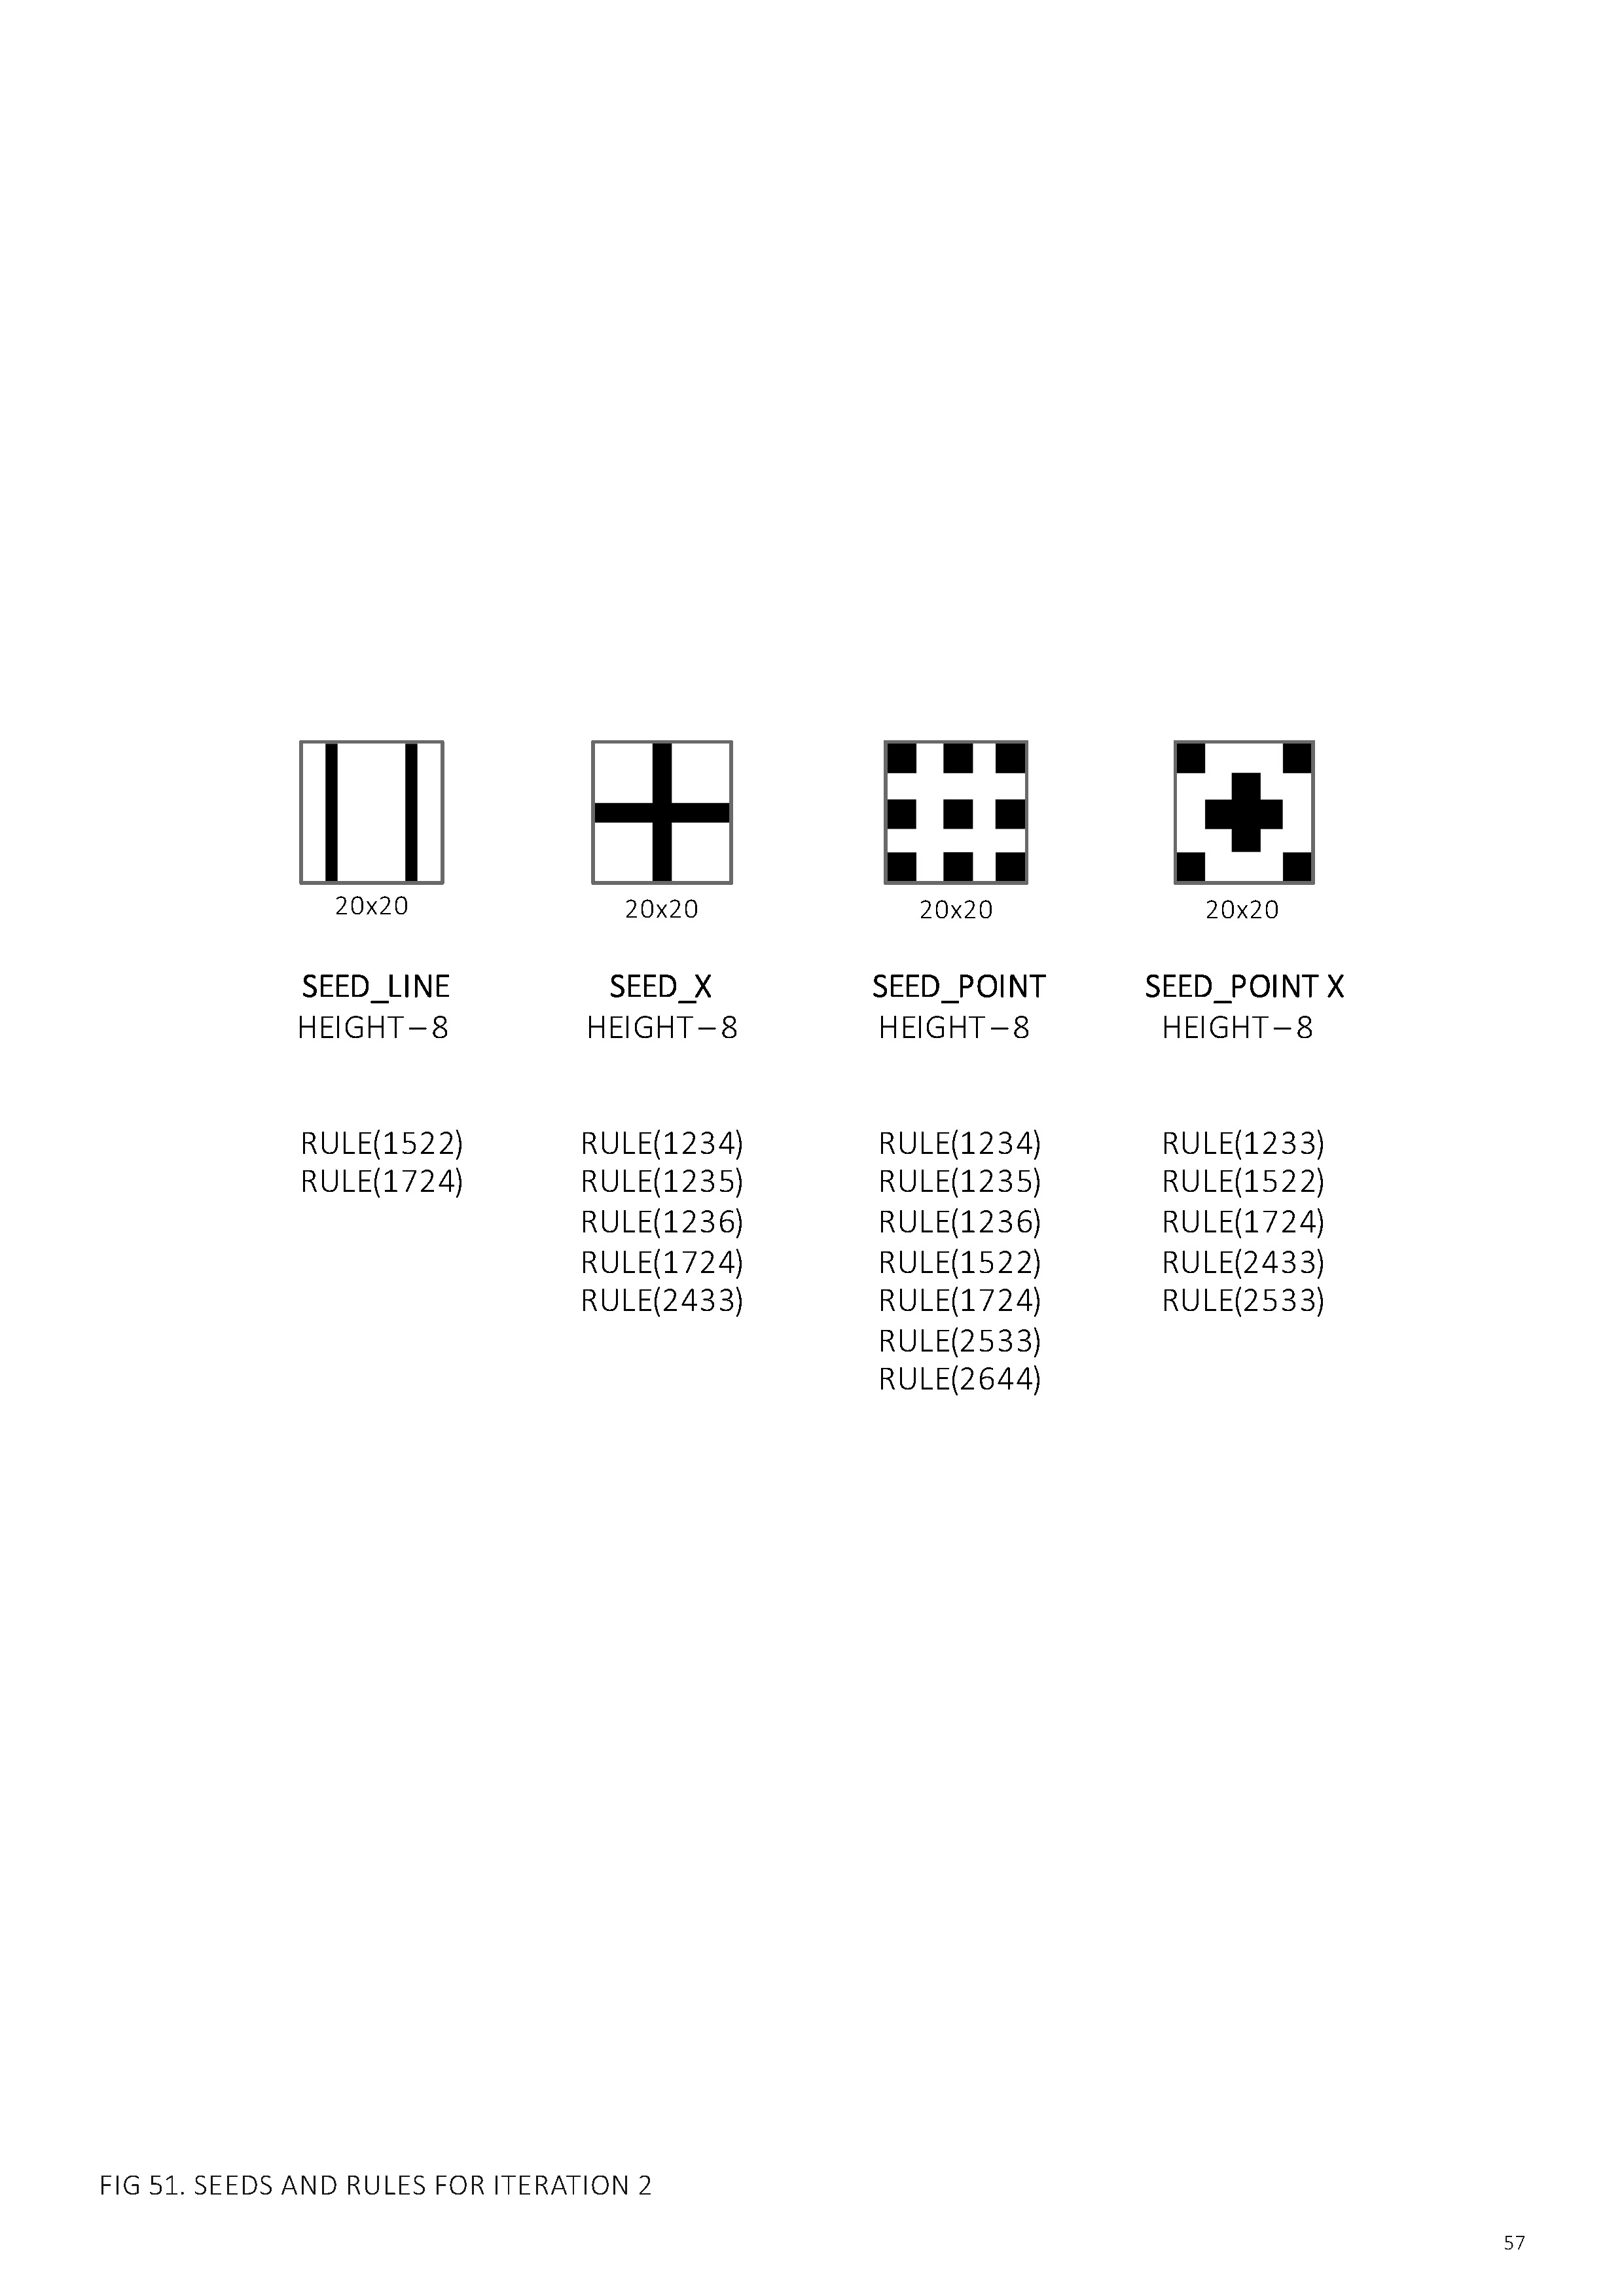 20x20 20x20 20x20 20x20
SEED_LINE SEED_X SEED_POINT SEED_POINT X
HEIGHT–8 HEIGHT–8 HEIGHT–8 HEIGHT–8
RULE(1522) RULE(1234) RULE(1234) RULE(1233)
RULE(1724) RULE(1235) RULE(1235) RULE(1522)
RULE(1236) RULE(1236) RULE(1724)
RULE(1724) RULE(1522) RULE(2433)
RULE(2433) RULE(1724) RULE(2533)
RULE(2533)
RULE(2644)
FIG 51. SEEDS AND RULES FOR ITERATION 2
57